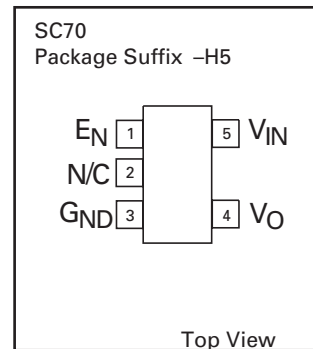 SC70
Package Suffix –H5
EN 1
5 VIN
N/C 2
GND 3
4 VO
Top View